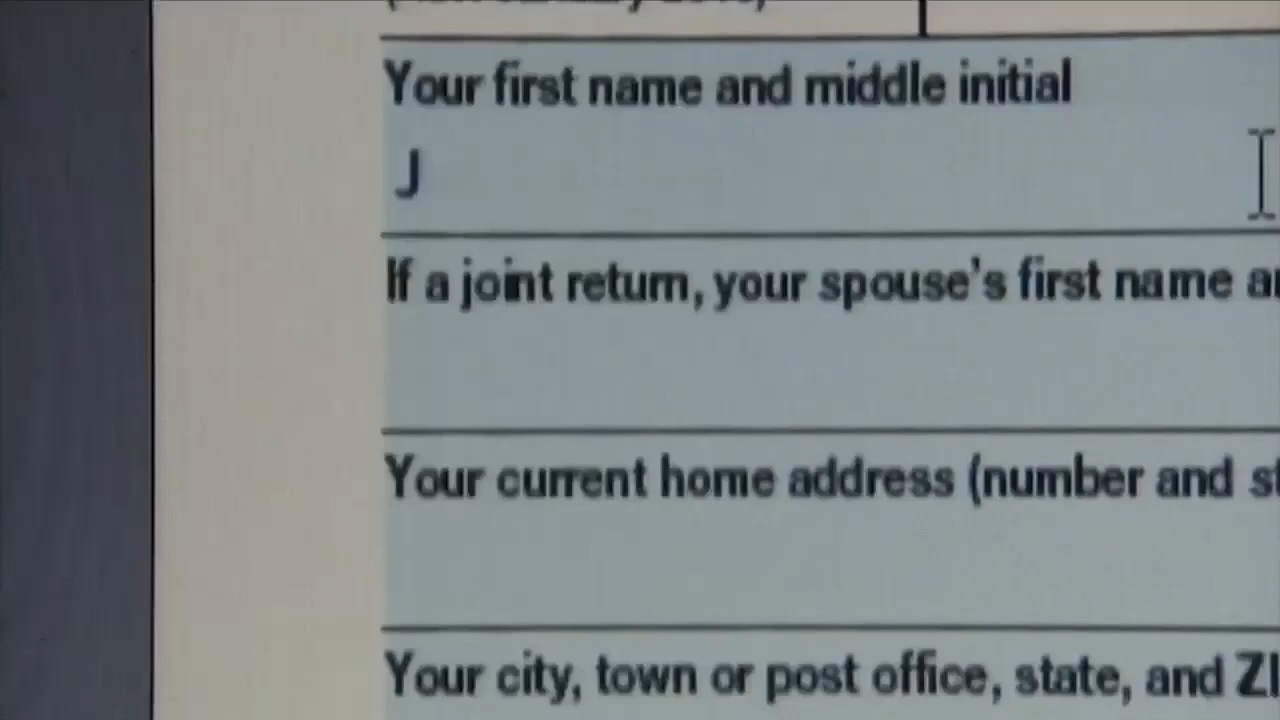 Your first name and middle initial
J
If a joint return, your spouse's first name
Your current home address (number and
Your city, town or post office, state, and